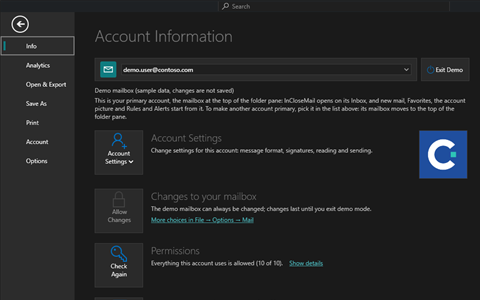 Search
Info
Analytics
Open & Export
Save As
Print
Account
Options
Account Information
demo.user@contoso.com
Exit Demo
Demo mailbox (sample data, changes are not saved)
This is your primary account, the mailbox at the top of the folder pane: InCloseMail opens on its Inbox, and new mail, Favorites, the account
picture and Rules and Alerts start from it. To make another account primary, pick it in the list above: its mailbox moves to the top of the
folder pane.
Account
Settings
Account Settings
Change settings for this account: message format, signatures, reading and sending.
C
Allow
Changes
Changes to your mailbox
The demo mailbox can always be changed; changes last until you exit demo mode.
More choices in File → Options → Mail
Check
Again
Permissions
Everything this account uses is allowed (10 of 10). Show details